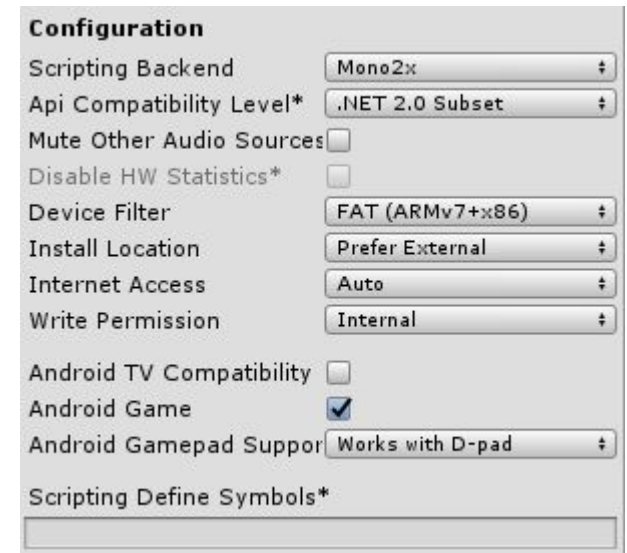 Configuration
Scripting Backend Mono2x
Api Compatibility Level* .NET 2.0 Subset
Mute Other Audio Sources
Disable HW Statistics*
Device Filter FAT (ARMv7+x86)
Install Location Prefer External
Internet Access Auto
Write Permission Internal
Android TV Compatibility
Android Game
Android Gamepad Suppor Works with D-pad
Scripting Define Symbols*